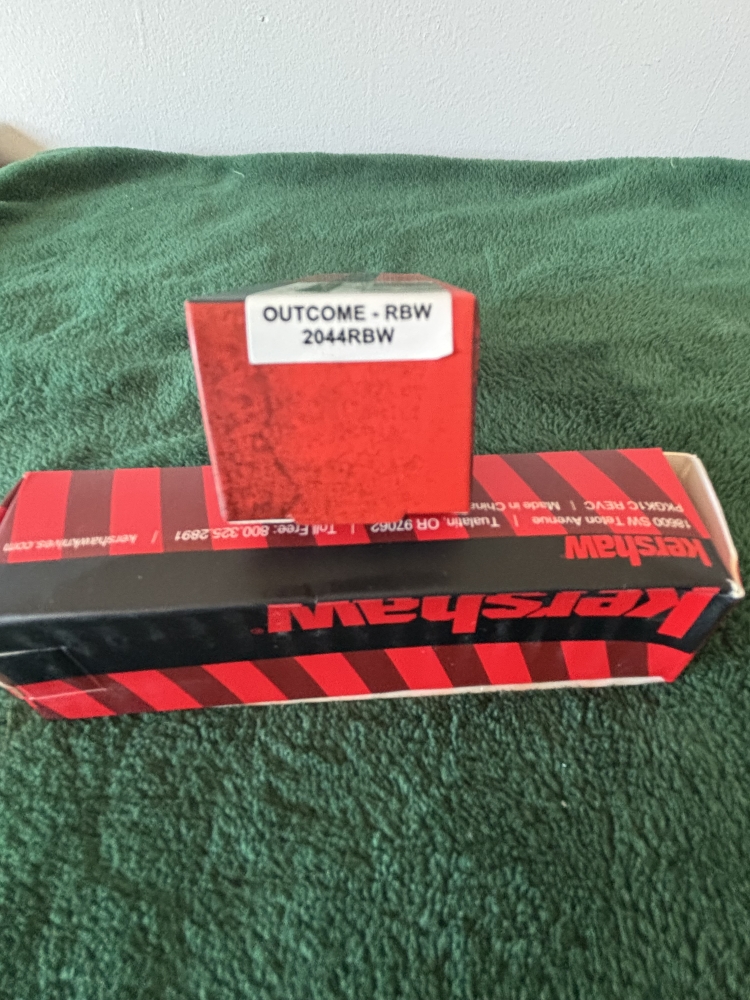 OUTCOME - RBW
2044RBW
kershaw
18600 SW Teton Avenue | Tualatin, OR 97062 | Toll Free: 800.325.2891 | kershawknives.com
PKGK1C REVC | Made in China
kershaw®